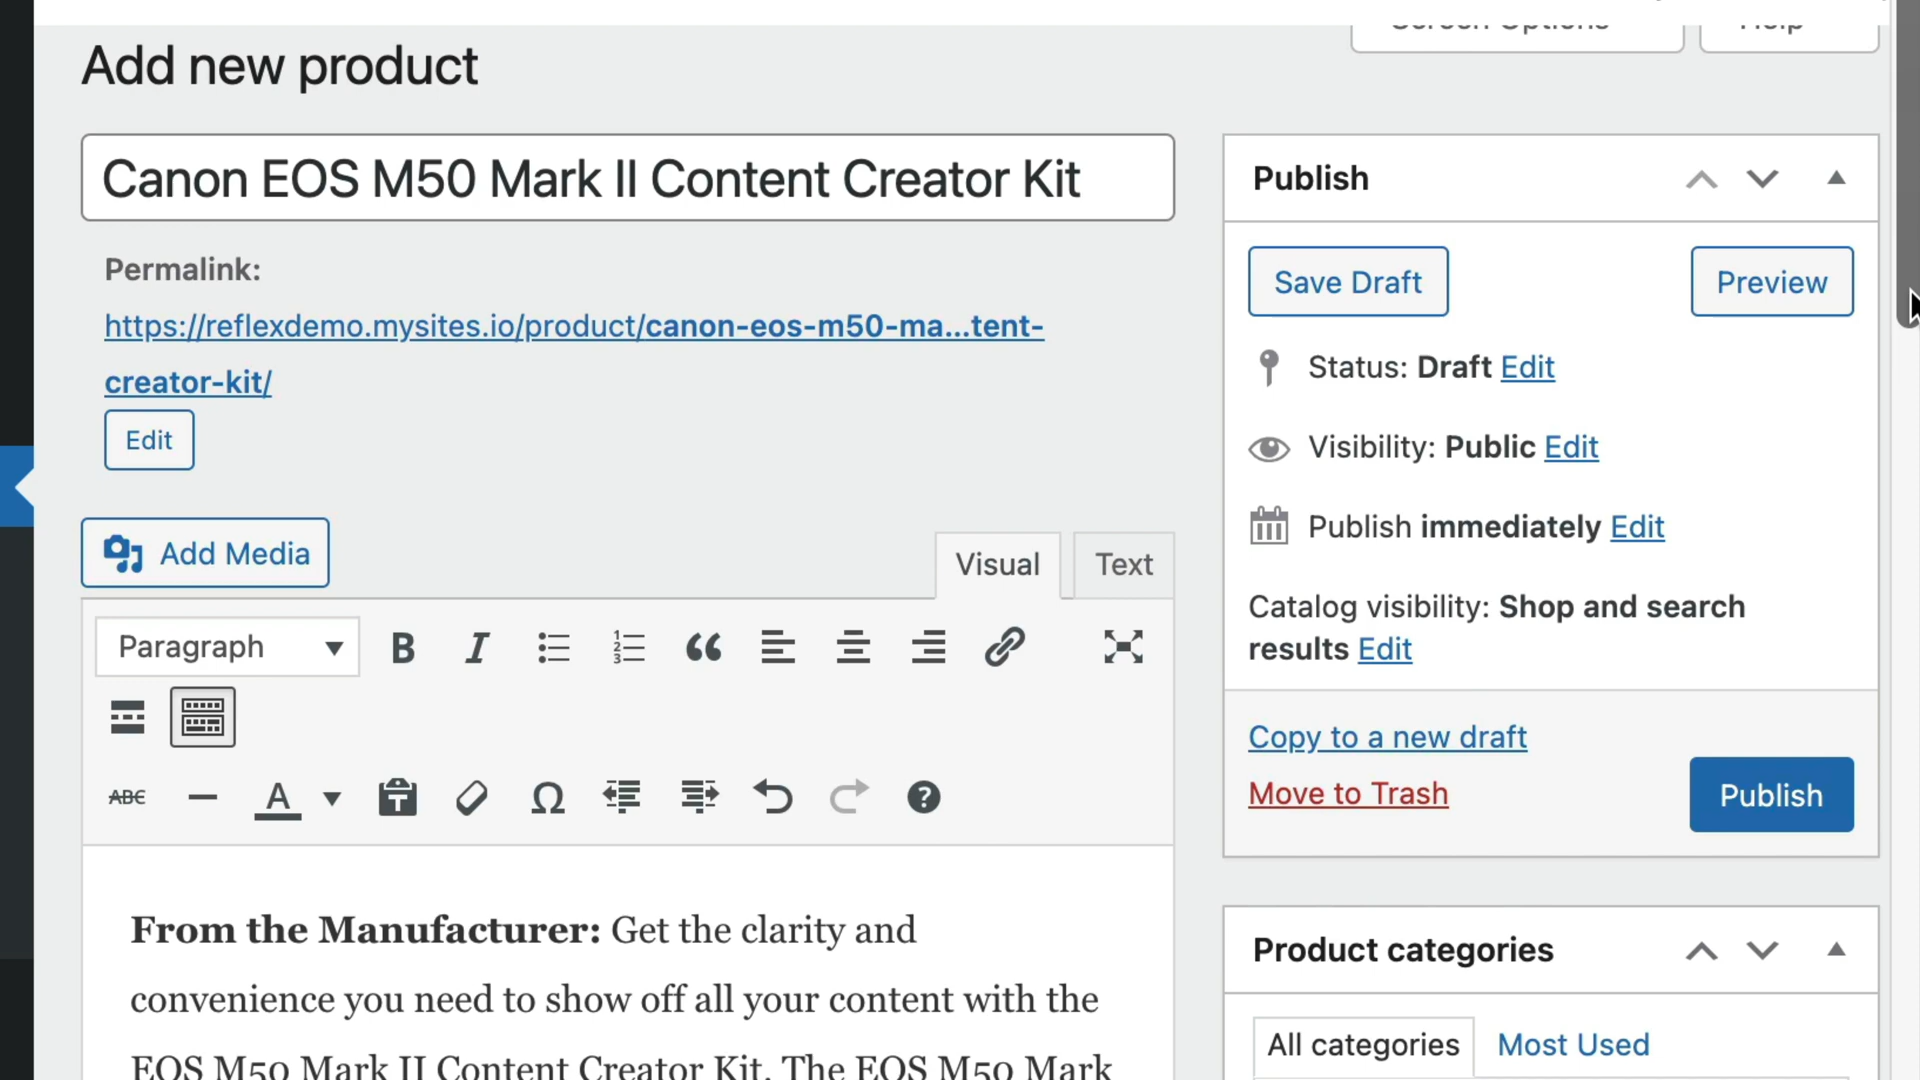 Screen Options
Help
Add new product
Canon EOS M50 Mark II Content Creator Kit
Permalink:
https://reflexdemo.mysites.io/product/canon-eos-m50-ma...tent-
creator-kit/
Edit
Add Media
Visual
Text
Paragraph
B
I
ABC
A
From the Manufacturer: Get the clarity and
convenience you need to show off all your content with the
EOS M50 Mark II Content Creator Kit. The EOS M50 Mark
Publish
Save Draft
Preview
Status: Draft Edit
Visibility: Public Edit
Publish immediately Edit
Catalog visibility: Shop and search
results Edit
Copy to a new draft
Move to Trash
Publish
Product categories
All categories
Most Used